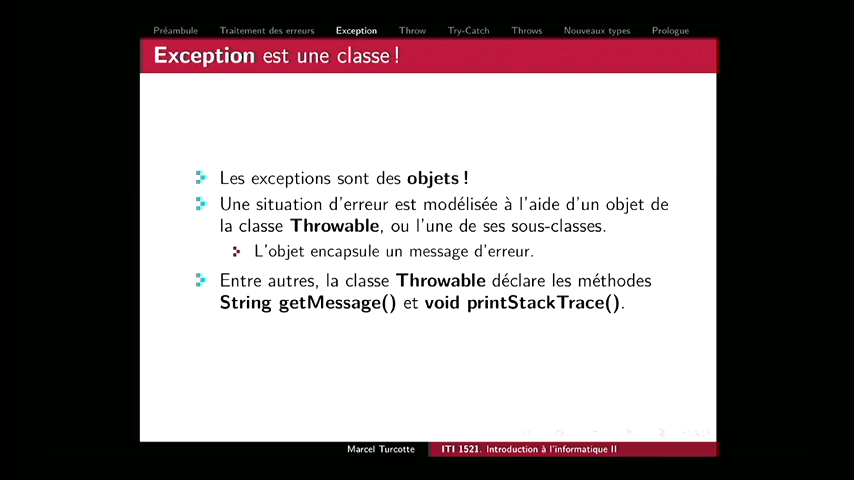 Préambule Traitement des erreurs Exception Throw Try-Catch Throws Nouveaux types Prologue
Exception est une classe !
Les exceptions sont des objets !
Une situation d'erreur est modélisée à l'aide d'un objet de
la classe Throwable, ou l'une de ses sous-classes.
L'objet encapsule un message d'erreur.
Entre autres, la classe Throwable déclare les méthodes
String getMessage() et void printStackTrace().
Marcel Turcotte ITI 1521. Introduction à l'informatique II